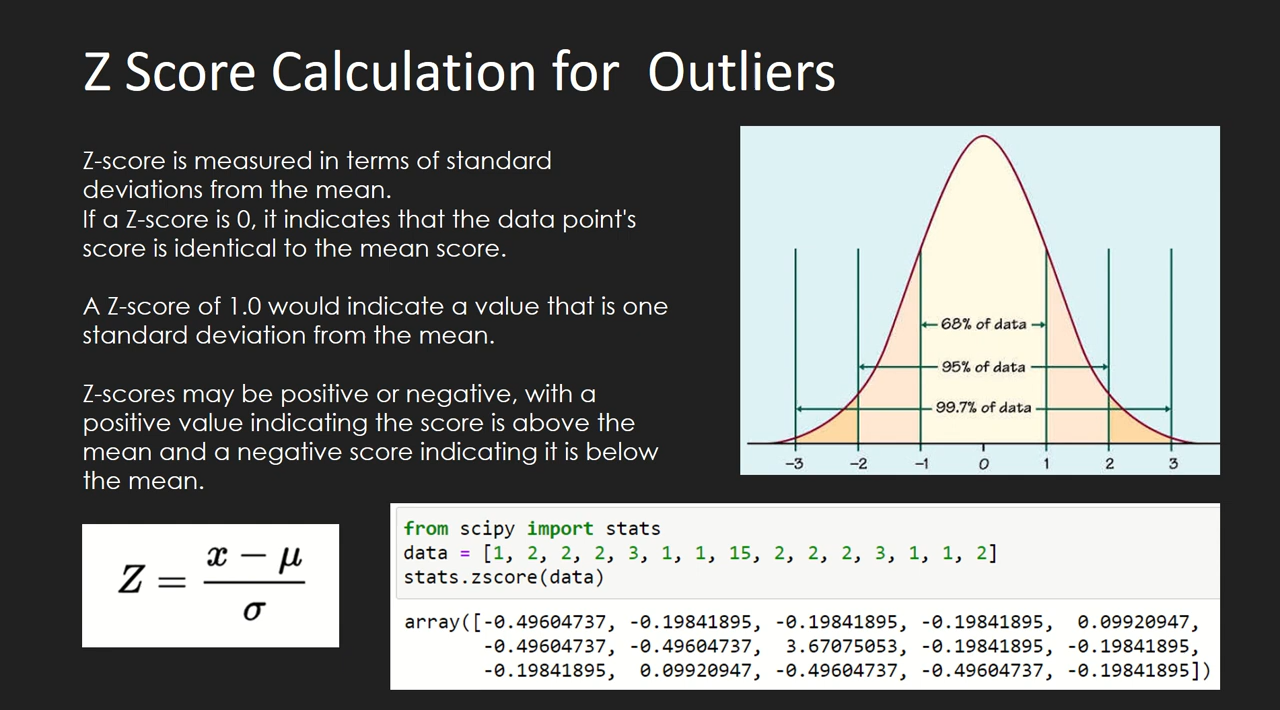 Z Score Calculation for  Outliers
Z-score is measured in terms of standard
deviations from the mean.
If a Z-score is 0, it indicates that the data point's
score is identical to the mean score.
A Z-score of 1.0 would indicate a value that is one
standard deviation from the mean.
Z-scores may be positive or negative, with a
positive value indicating the score is above the
mean and a negative score indicating it is below
the mean.
Z = (x − μ) / σ
68% of data
95% of data
99.7% of data
-3 -2 -1 0 1 2 3
from scipy import stats
data = [1, 2, 2, 2, 3, 1, 1, 15, 2, 2, 2, 3, 1, 1, 2]
stats.zscore(data)
array([-0.49604737, -0.19841895, -0.19841895, -0.19841895,  0.09920947,
-0.49604737, -0.49604737,  3.67075053, -0.19841895, -0.19841895,
-0.19841895,  0.09920947, -0.49604737, -0.49604737, -0.19841895])